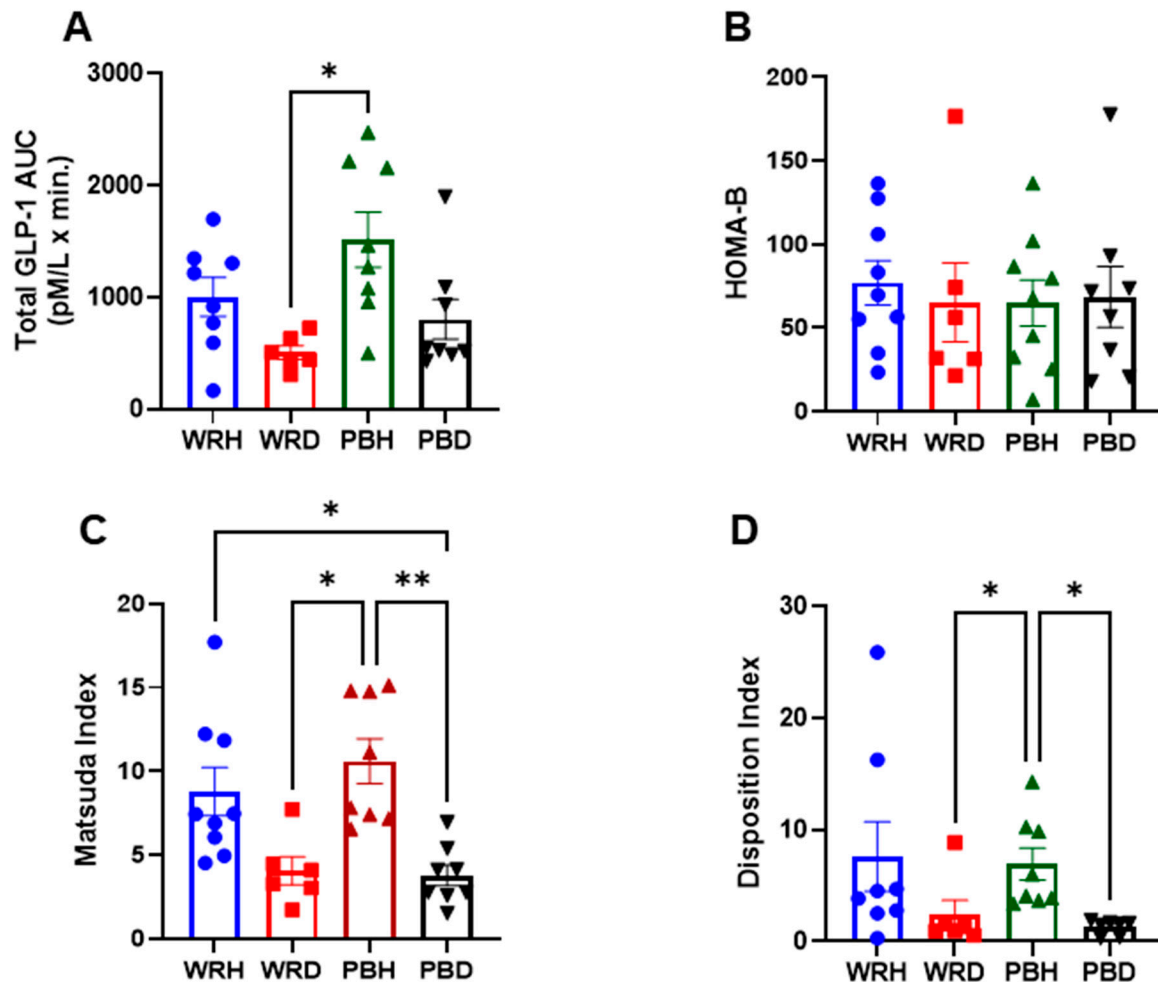 A
Total GLP-1 AUC
(pM/L x min.)
3000
2000
1000
0
*
WRH WRD PBH PBD
B
HOMA-B
200
150
100
50
0
WRH WRD PBH PBD
C
Matsuda Index
20
15
10
5
0
*
* **
WRH WRD PBH PBD
D
Disposition Index
30
20
10
0
* *
WRH WRD PBH PBD